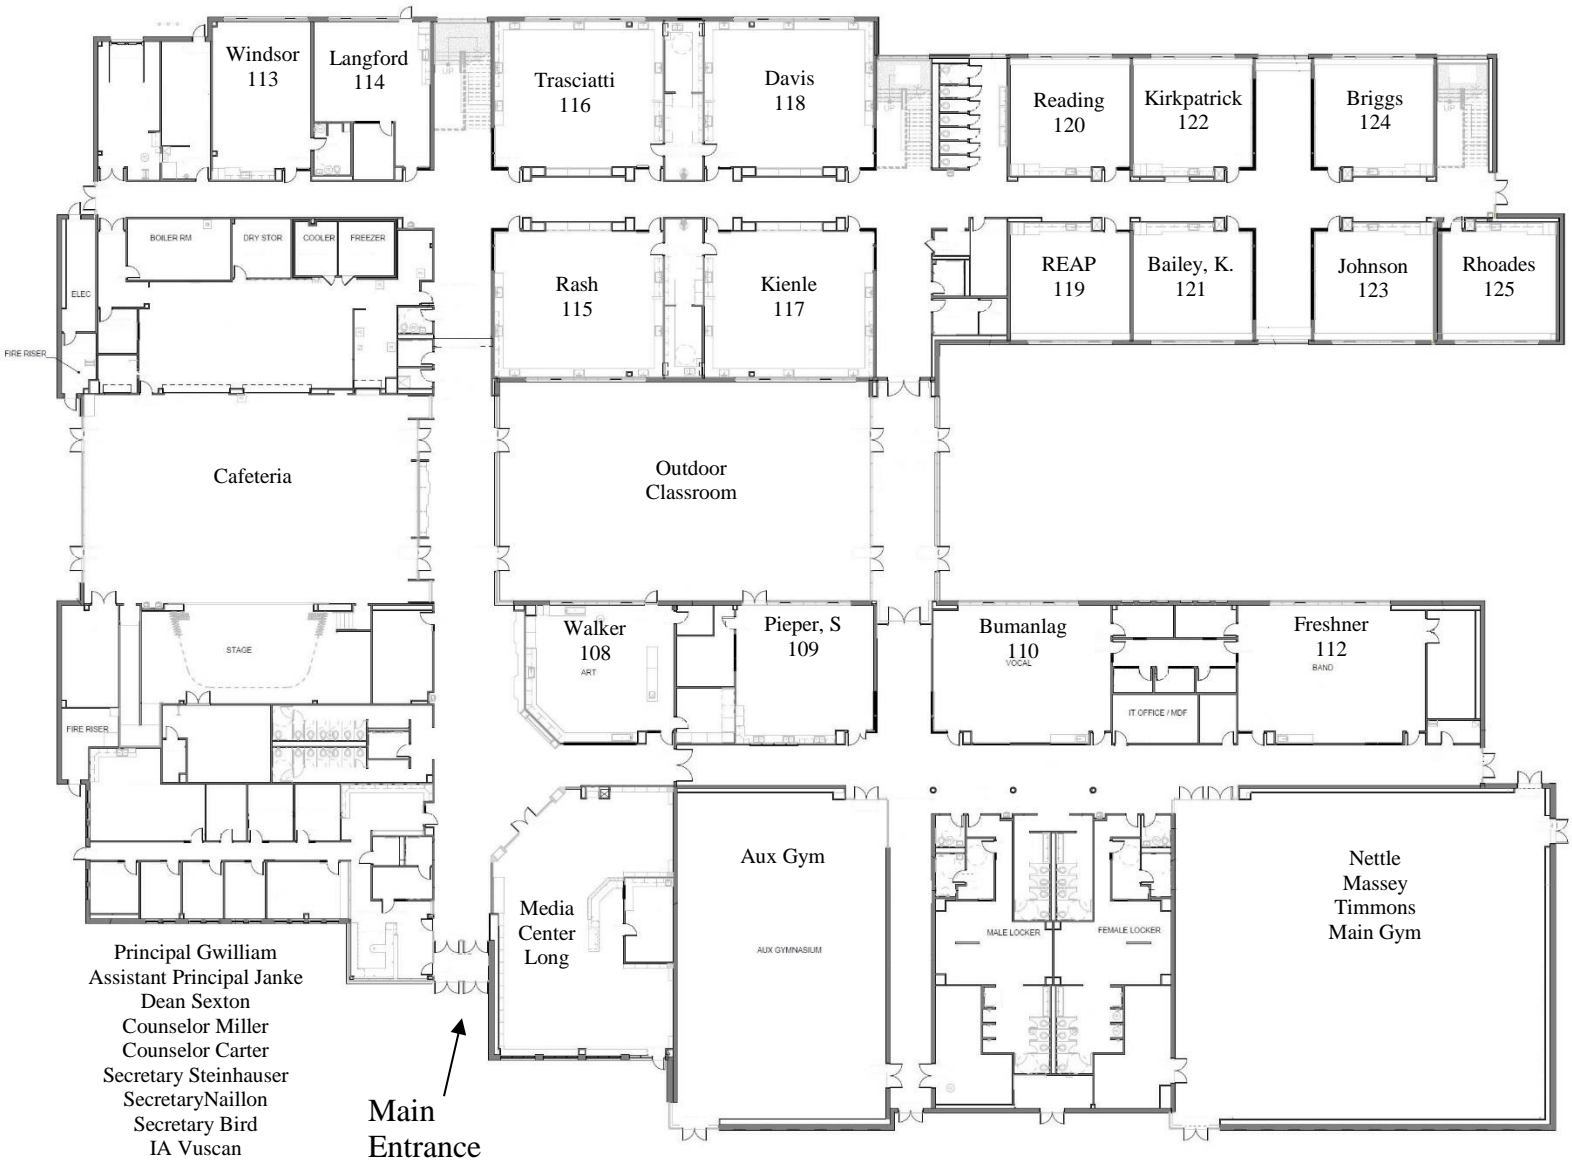 Windsor
113
Langford
114
Trasciatti
116
Davis
118
Reading
120
Kirkpatrick
122
Briggs
124
BOILER RM
DRY STOR
COOLER
FREEZER
ELEC
FIRE RISER
Rash
115
Kienle
117
REAP
119
Bailey, K.
121
Johnson
123
Rhoades
125
Cafeteria
Outdoor
Classroom
STAGE
FIRE RISER
Walker
108
ART
Pieper, S
109
Bumanlag
110
VOCAL
IT OFFICE / MDF
Freshner
112
BAND
Media
Center
Long
Aux Gym
AUX GYMNASIUM
MALE LOCKER
FEMALE LOCKER
Nettle
Massey
Timmons
Main Gym
Principal Gwilliam
Assistant Principal Janke
Dean Sexton
Counselor Miller
Counselor Carter
Secretary Steinhauser
SecretaryNaillon
Secretary Bird
IA Vuscan
Main
Entrance